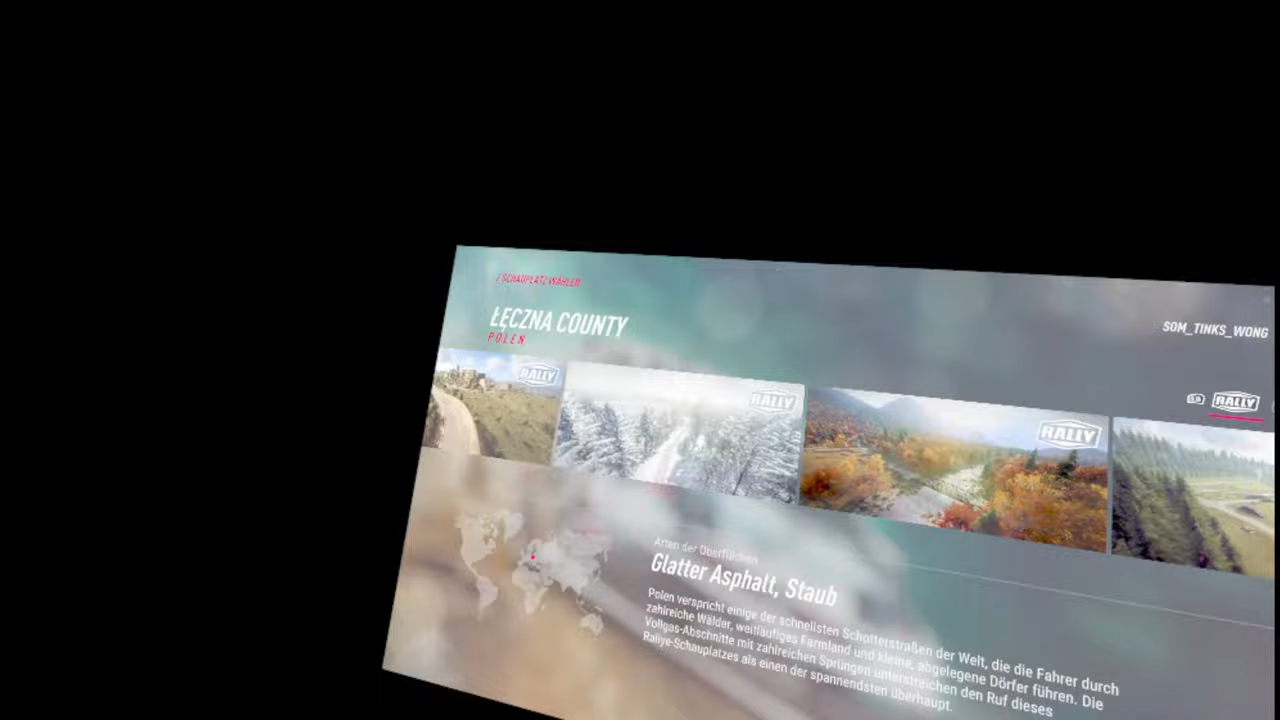 / SCHAUPLATZ WÄHLEN
ŁĘCZNA COUNTY
POLEN
SOM_TINKS_WONG
RALLY
RALLY
RALLY
RALLY
Arten der Oberflächen
Glatter Asphalt, Staub
Polen verspricht einige der schnellsten Schotterstraßen der Welt, die die Fahrer durch
zahlreiche Wälder, weitläufiges Farmland und kleine, abgelegene Dörfer führen. Die
Vollgas-Abschnitte mit zahlreichen Sprüngen unterstreichen den Ruf dieses
Rallye-Schauplatzes als einen der spannendsten überhaupt.